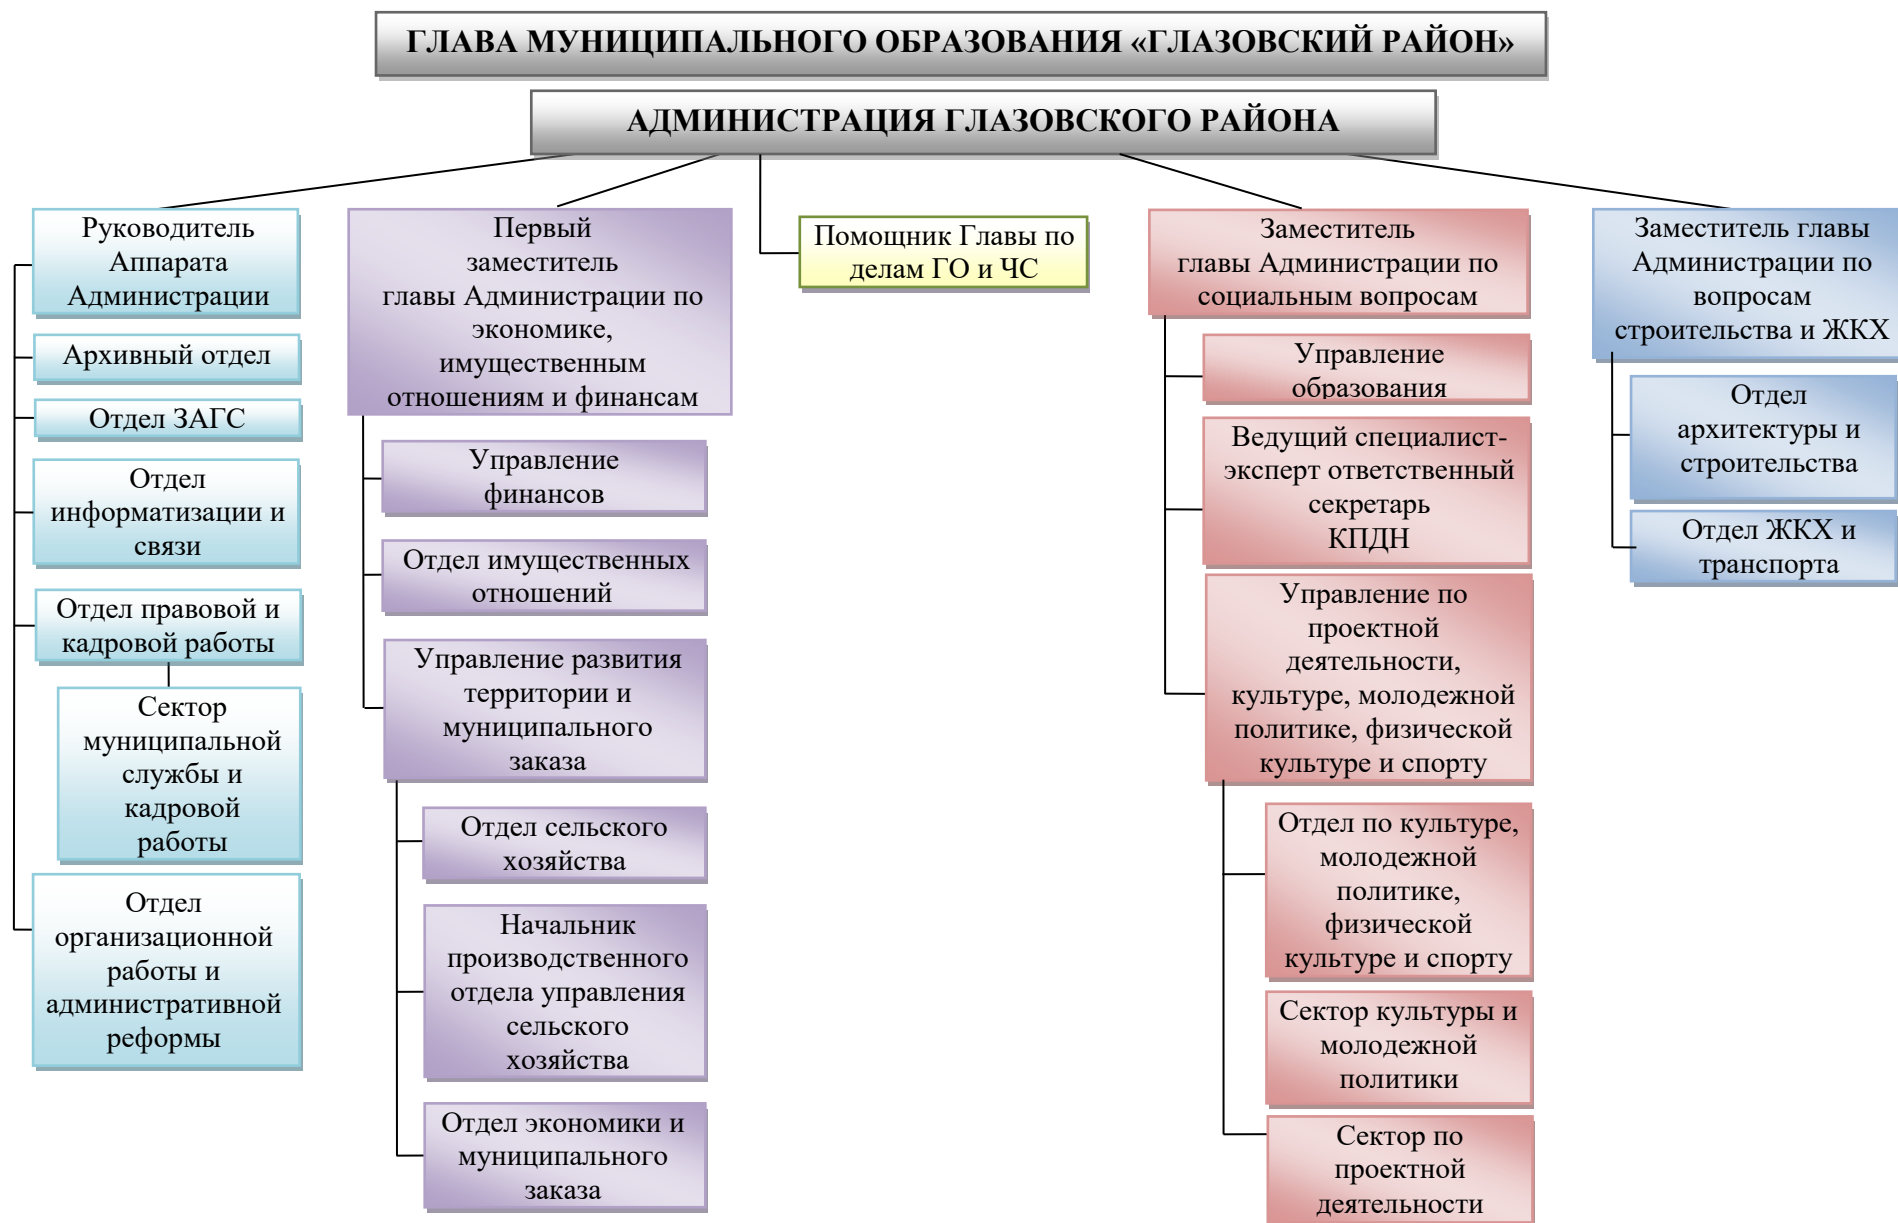 ГЛАВА МУНИЦИПАЛЬНОГО ОБРАЗОВАНИЯ «ГЛАЗОВСКИЙ РАЙОН»
АДМИНИСТРАЦИЯ ГЛАЗОВСКОГО РАЙОНА
Руководитель
Аппарата
Администрации
Архивный отдел
Отдел ЗАГС
Отдел
информатизации и
связи
Отдел правовой и
кадровой работы
Сектор
муниципальной
службы и
кадровой
работы
Отдел
организационной
работы и
административной
реформы
Первый
заместитель
главы Администрации по
экономике,
имущественным
отношениям и финансам
Управление
финансов
Отдел имущественных
отношений
Управление развития
территории и
муниципального
заказа
Отдел сельского
хозяйства
Начальник
производственного
отдела управления
сельского
хозяйства
Отдел экономики и
муниципального
заказа
Помощник Главы по
делам ГО и ЧС
Заместитель
главы Администрации по
социальным вопросам
Управление
образования
Ведущий специалист-
эксперт ответственный
секретарь
КПДН
Управление по
проектной
деятельности,
культуре, молодежной
политике, физической
культуре и спорту
Отдел по культуре,
молодежной
политике,
физической
культуре и спорту
Сектор культуры и
молодежной
политики
Сектор по
проектной
деятельности
Заместитель главы
Администрации по
вопросам
строительства и ЖКХ
Отдел
архитектуры и
строительства
Отдел ЖКХ и
транспорта